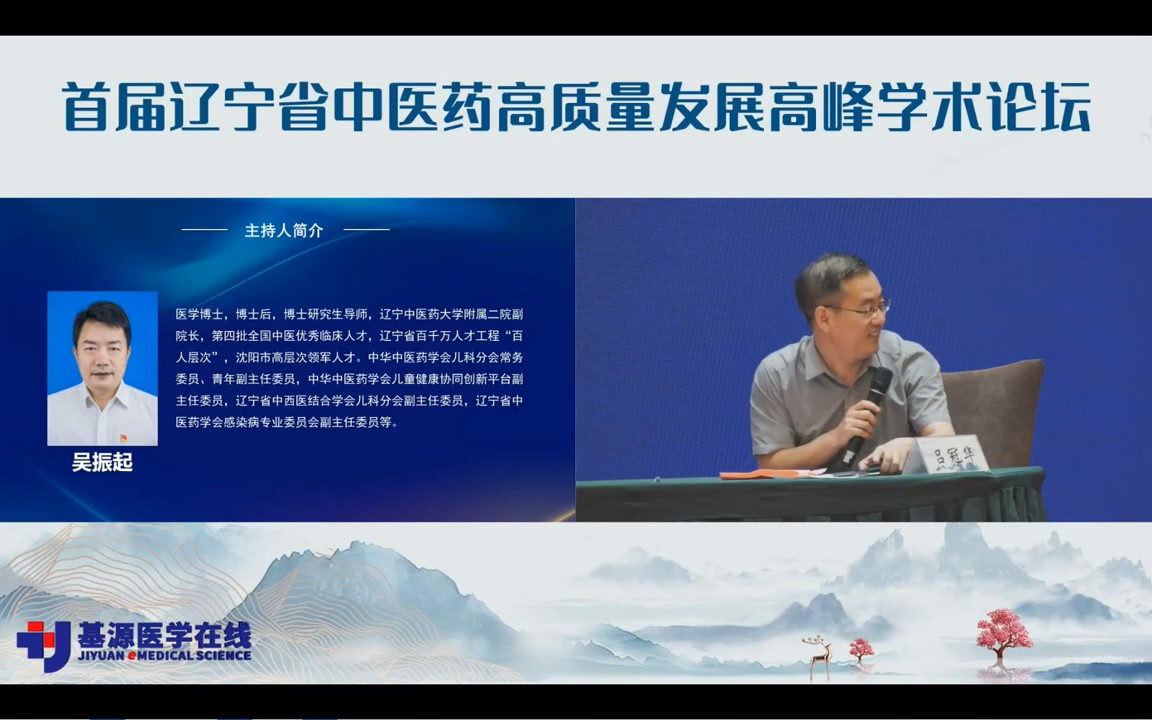 首届辽宁省中医药高质量发展高峰学术论坛
主持人简介
医学博士，博士后，博士研究生导师，辽宁中医药大学附属二院副
院长，第四批全国中医优秀临床人才，辽宁省百千万人才工程“百
人层次”，沈阳市高层次领军人才。中华中医药学会儿科分会常务
委员、青年副主任委员，中华中医药学会儿童健康协同创新平台副
主任委员，辽宁省中西医结合学会儿科分会副主任委员，辽宁省中
医药学会感染病专业委员会副主任委员等。
吴振起
吕冠华
基源医学在线
JIYUAN eMEDICAL SCIENCE